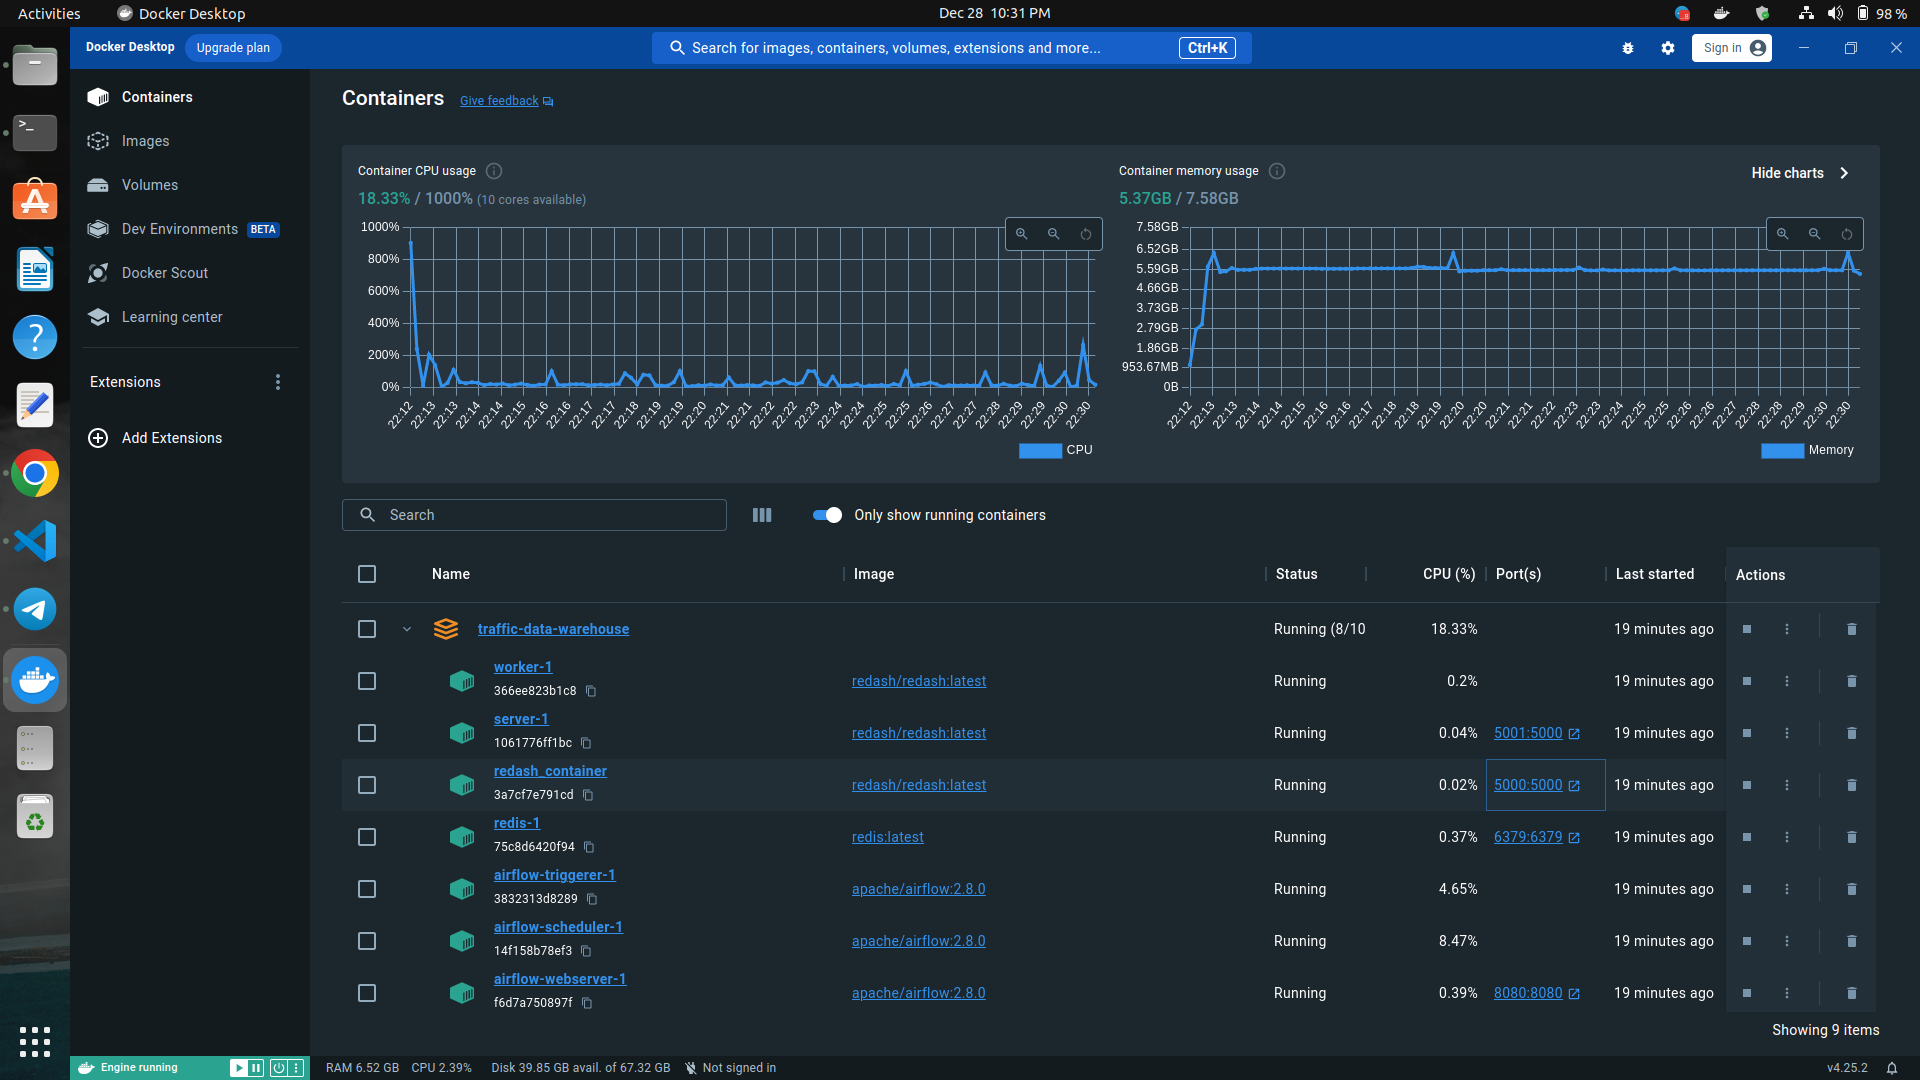 Activities
Docker Desktop
Dec 28 10:31 PM
98 %
Docker Desktop
Upgrade plan
Search for images, containers, volumes, extensions and more...
Ctrl+K
Sign in
Containers
Images
Volumes
Dev Environments BETA
Docker Scout
Learning center
Extensions
Add Extensions
Containers
Give feedback
Container CPU usage
18.33% / 1000% (10 cores available)
1000%
800%
600%
400%
200%
0%
22:12 22:13 22:13 22:14 22:14 22:15 22:16 22:16 22:17 22:17 22:18 22:19 22:19 22:20 22:21 22:21 22:22 22:22 22:23 22:24 22:24 22:25 22:25 22:26 22:27 22:27 22:28 22:29 22:29 22:30 22:30
CPU
Container memory usage
5.37GB / 7.58GB
Hide charts
7.58GB
6.52GB
5.59GB
4.66GB
3.73GB
2.79GB
1.86GB
953.67MB
0B
22:12 22:13 22:13 22:14 22:14 22:15 22:16 22:16 22:17 22:18 22:18 22:19 22:20 22:20 22:21 22:21 22:22 22:23 22:23 22:24 22:25 22:25 22:26 22:26 22:27 22:28 22:28 22:29 22:30 22:30
Memory
Search
Only show running containers
Name Image Status CPU (%) Port(s) Last started Actions
traffic-data-warehouse Running (8/10 18.33% 19 minutes ago
worker-1
366ee823b1c8
redash/redash:latest Running 0.2% 19 minutes ago
server-1
1061776ff1bc
redash/redash:latest Running 0.04% 5001:5000 19 minutes ago
redash_container
3a7cf7e791cd
redash/redash:latest Running 0.02% 5000:5000 19 minutes ago
redis-1
75c8d6420f94
redis:latest Running 0.37% 6379:6379 19 minutes ago
airflow-triggerer-1
3832313d8289
apache/airflow:2.8.0 Running 4.65% 19 minutes ago
airflow-scheduler-1
14f158b78ef3
apache/airflow:2.8.0 Running 8.47% 19 minutes ago
airflow-webserver-1
f6d7a750897f
apache/airflow:2.8.0 Running 0.39% 8080:8080 19 minutes ago
Showing 9 items
Engine running
RAM 6.52 GB CPU 2.39% Disk 39.85 GB avail. of 67.32 GB Not signed in
v4.25.2